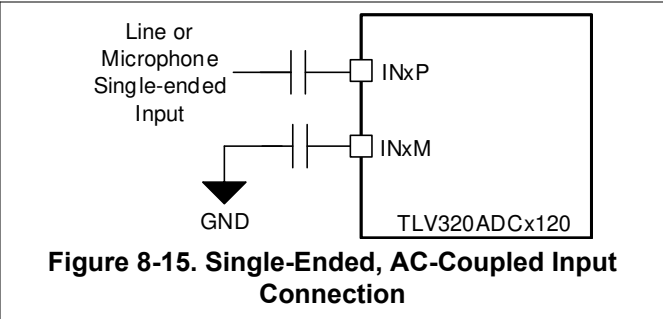 Line or
Microphone
Single-ended
Input
INxP
INxM
GND
TLV320ADCx120
Figure 8-15. Single-Ended, AC-Coupled Input
Connection